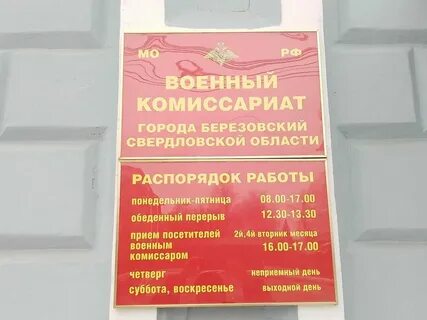 МО РФ
ВОЕННЫЙ
КОМИССАРИАТ
ГОРОДА БЕРЕЗОВСКИЙ
СВЕРДЛОВСКОЙ ОБЛАСТИ
РАСПОРЯДОК РАБОТЫ
понедельник-пятница 08.00-17.00
обеденный перерыв 12.30-13.30
прием посетителей 2й,4й вторник месяца
военным 16.00-17.00
комиссаром
четверг неприемный день
суббота, воскресенье выходной день